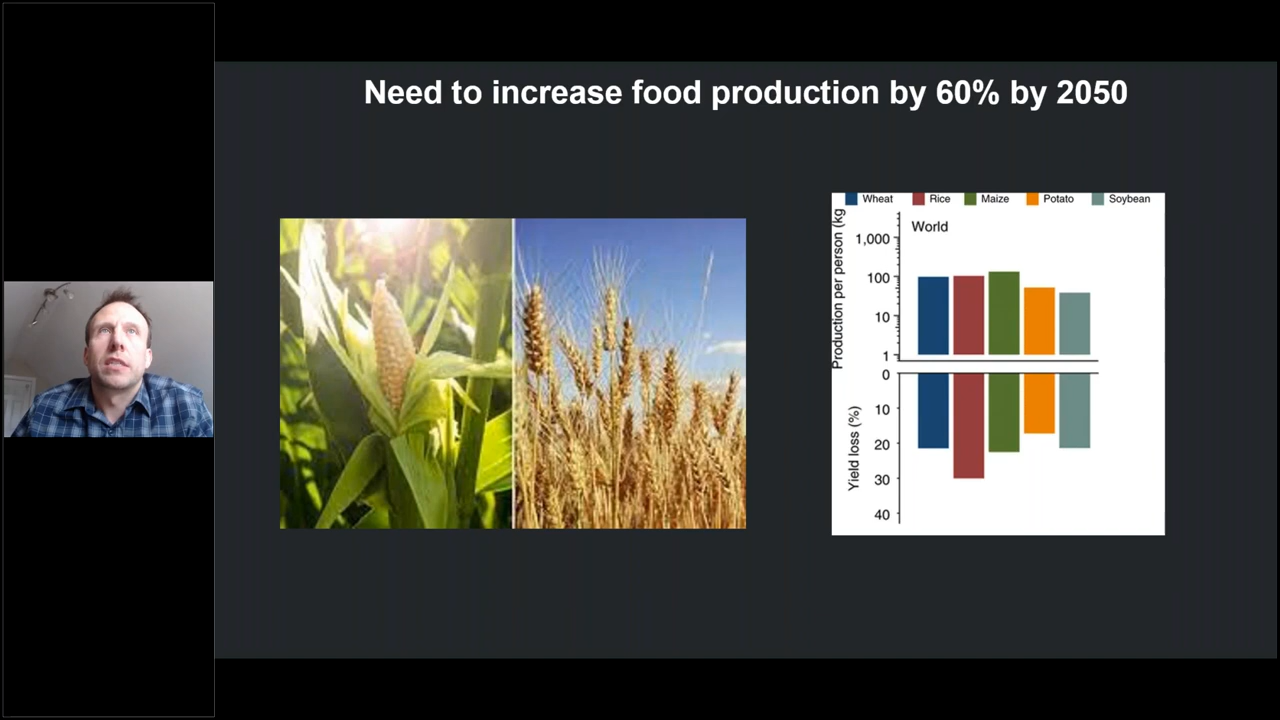 Need to increase food production by 60% by 2050
Wheat Rice Maize Potato Soybean
World
Production per person (kg
1,000
100
10
1
0
10
20
30
40
Yield loss (%)